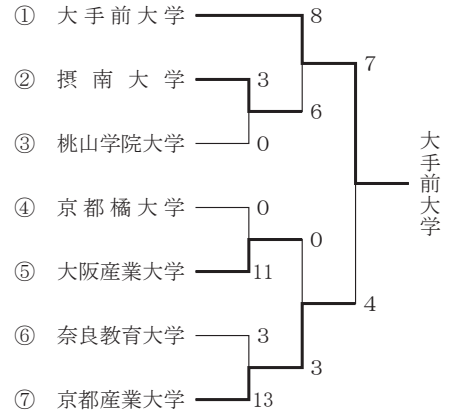 ① 大手前大学 8
7
② 摂南大学 3
6
③ 桃山学院大学 0
大手前大学
④ 京都橘大学 0
0
⑤ 大阪産業大学 11
4
⑥ 奈良教育大学 3
3
⑦ 京都産業大学 13